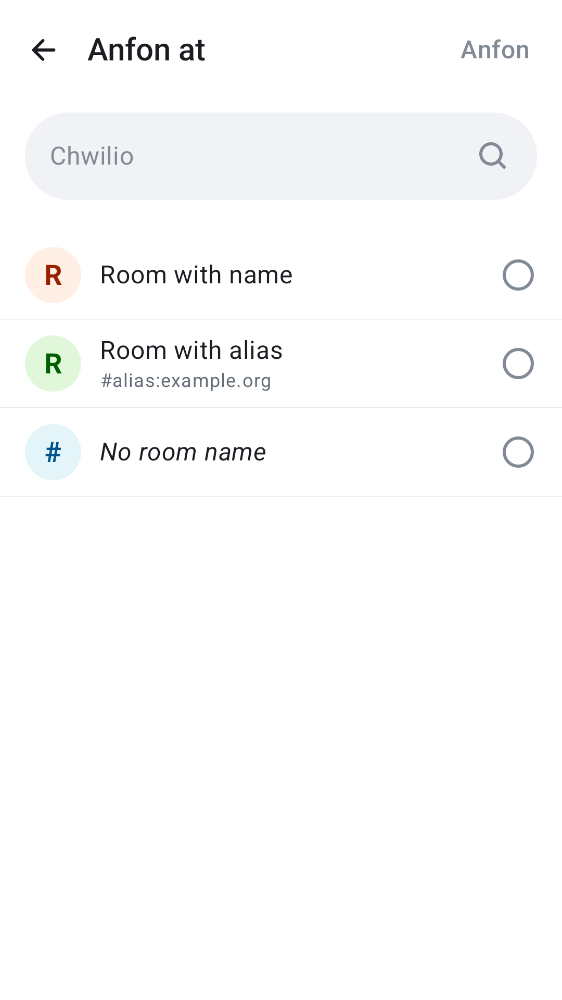 Anfon at
Anfon
Chwilio
R
Room with name
R
Room with alias
#alias:example.org
#
No room name